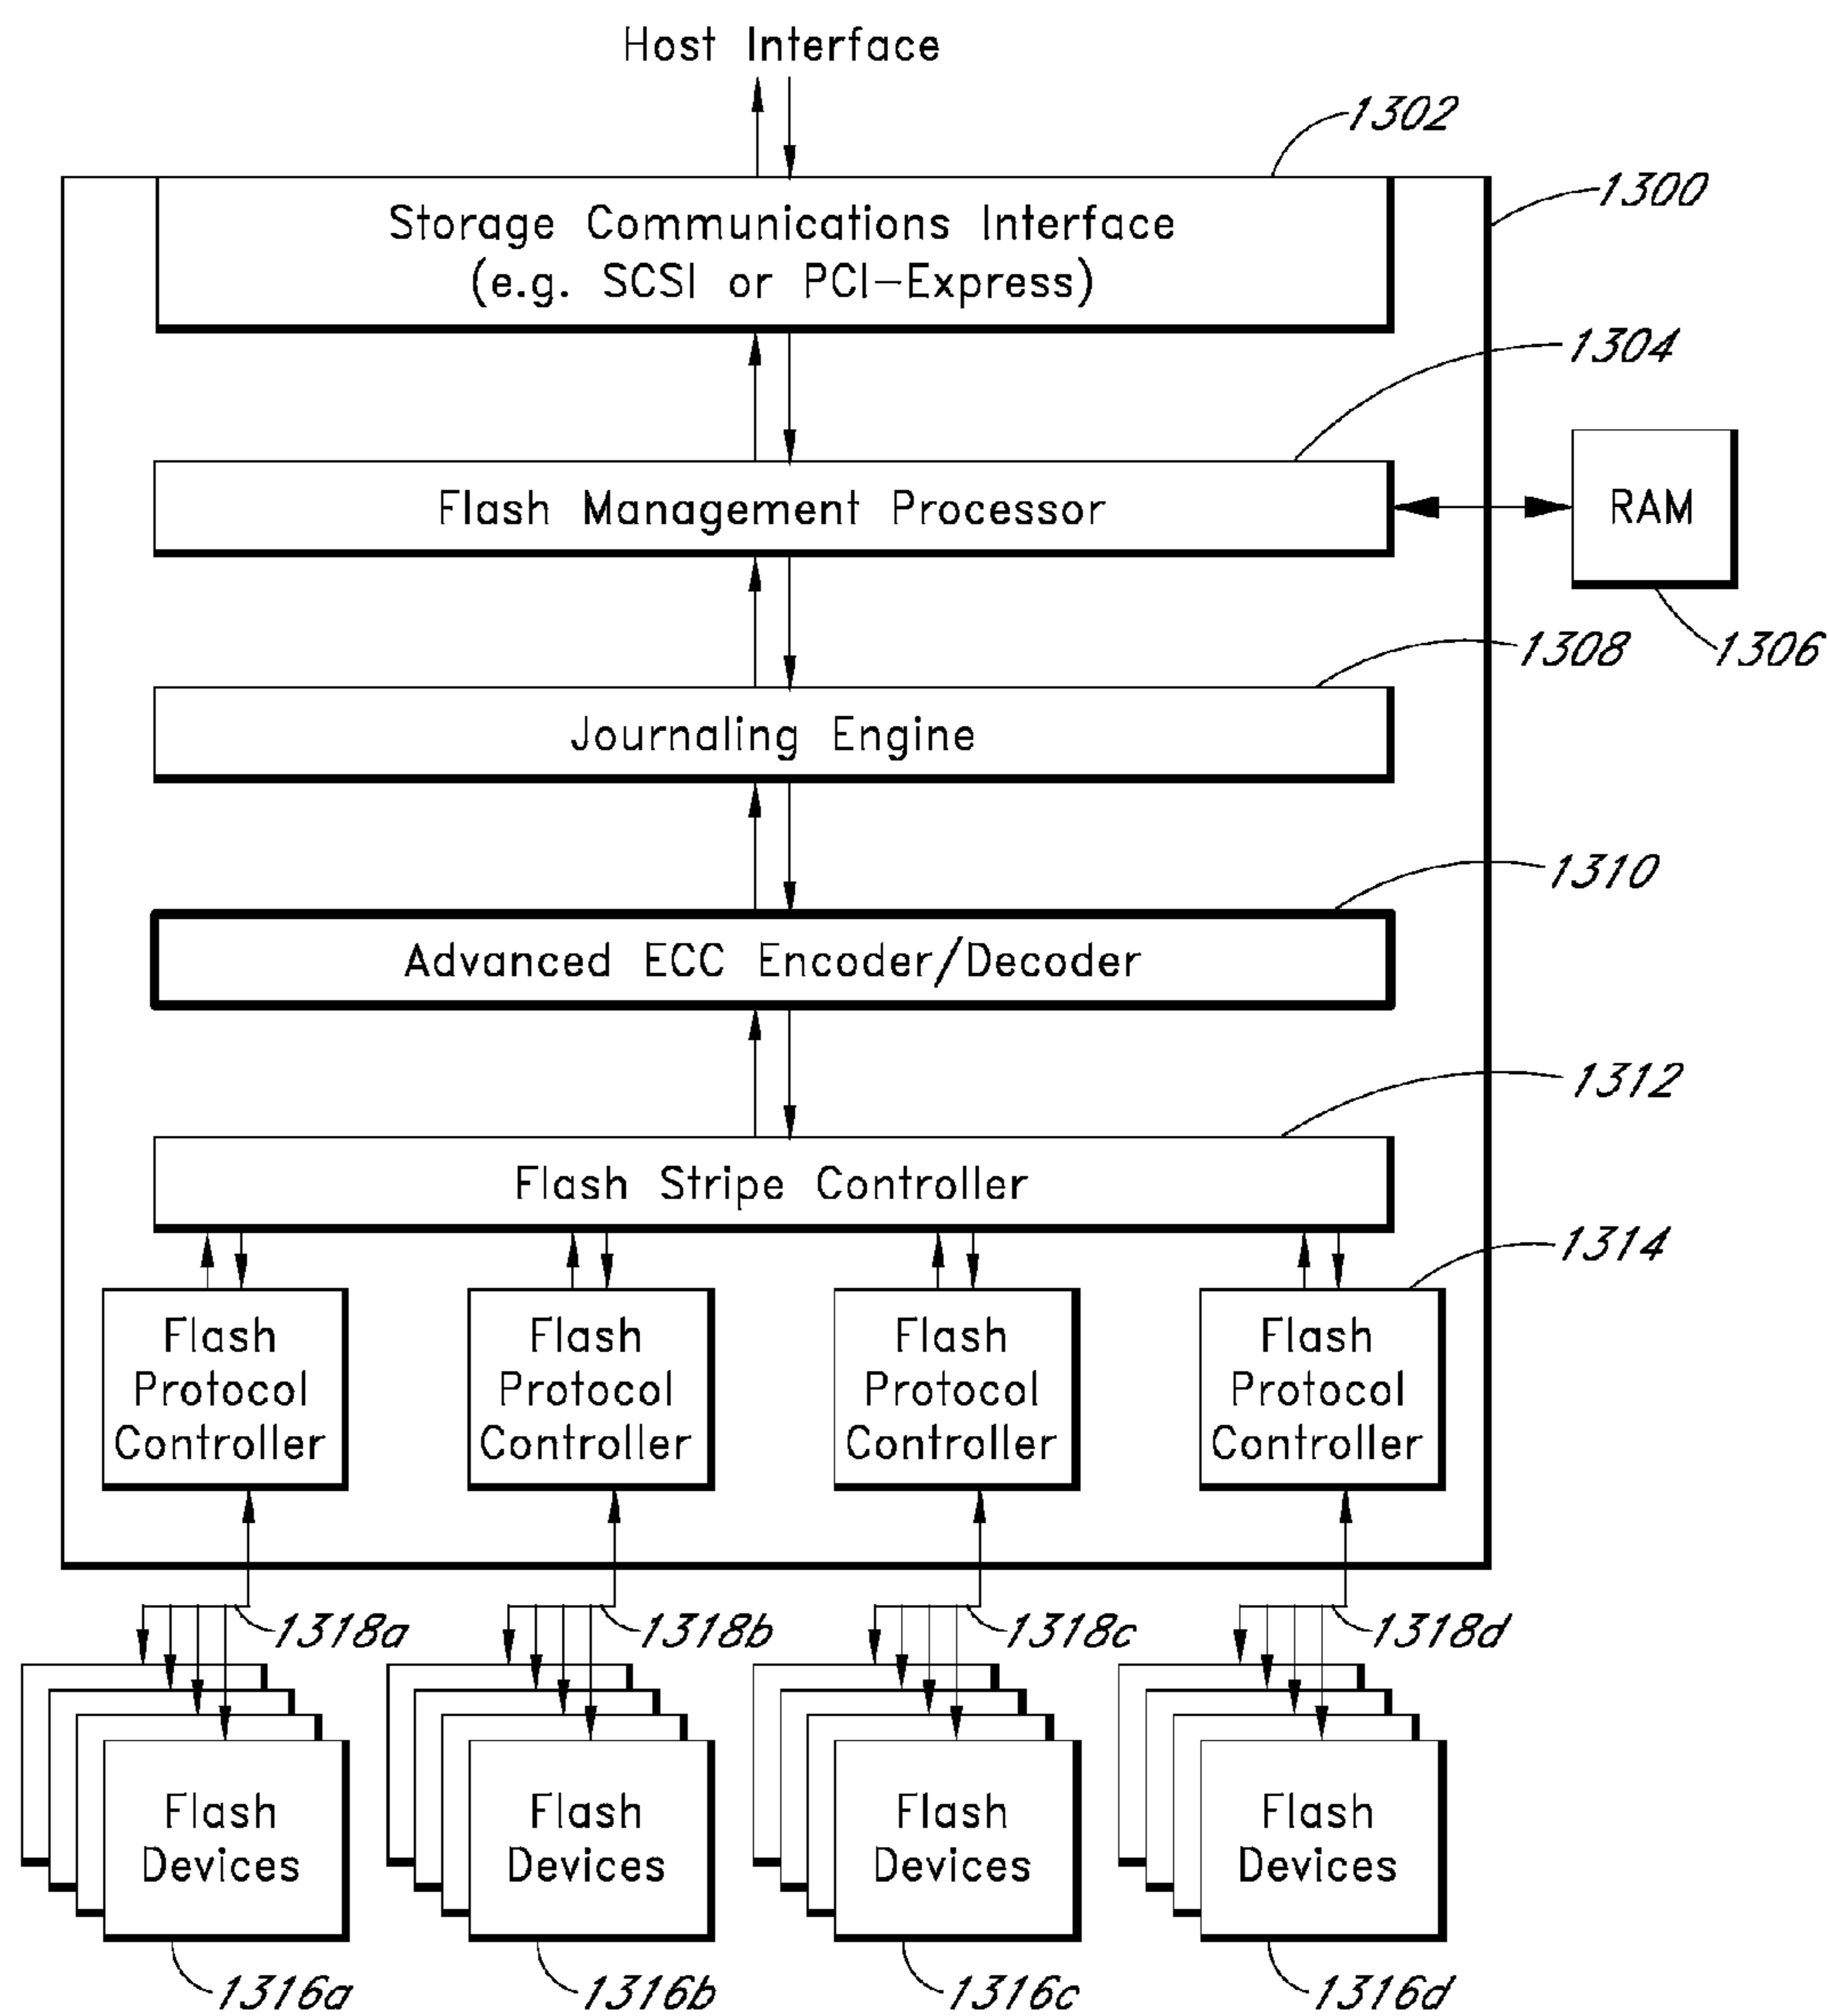 Host Interface
1302
1300
Storage Communications Interface
(e.g. SCSI or PCI-Express)
1304
Flash Management Processor
RAM
1308
1306
Journaling Engine
1310
Advanced ECC Encoder/Decoder
1312
Flash Stripe Controller
1314
Flash
Protocol
Controller
Flash
Protocol
Controller
Flash
Protocol
Controller
Flash
Protocol
Controller
1318a
1318b
1318c
1318d
Flash
Devices
Flash
Devices
Flash
Devices
Flash
Devices
1316a
1316b
1316c
1316d